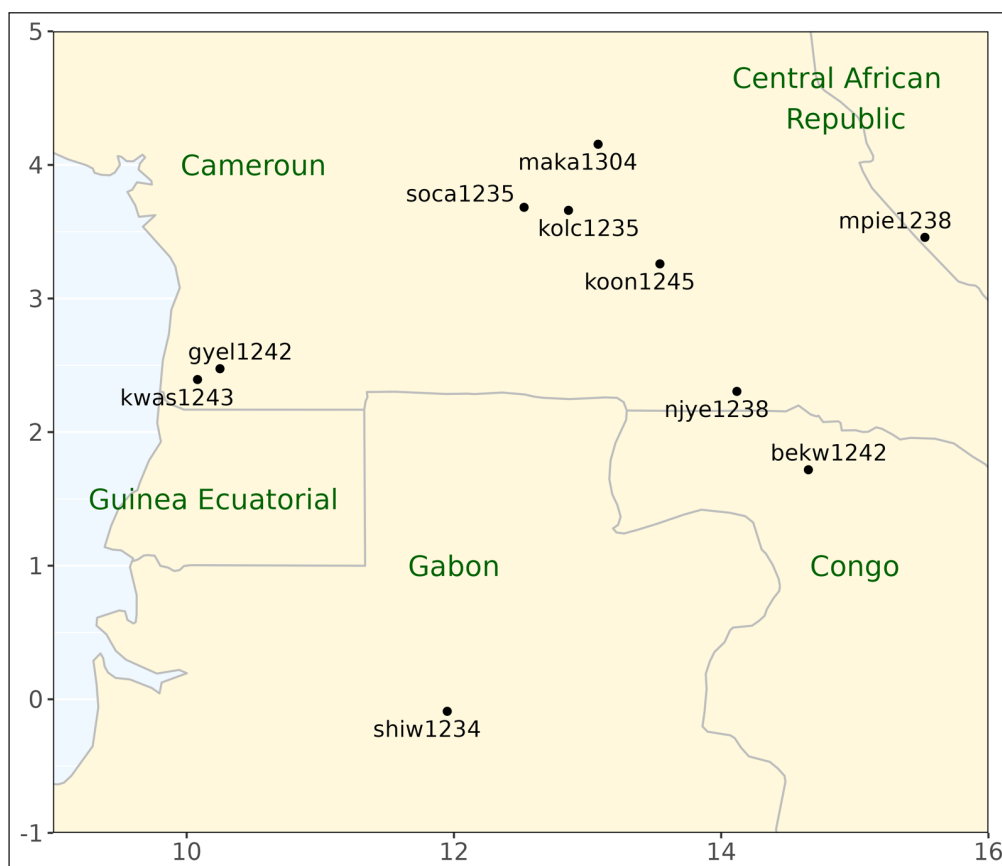 5
Central African
Republic
4
Cameroun
maka1304
soca1235
kolc1235
mpie1238
koon1245
3
gyel1242
kwas1243
njye1238
2
bekw1242
Guinea Ecuatorial
1
Gabon
Congo
0
shiw1234
-1
10
12
14
16